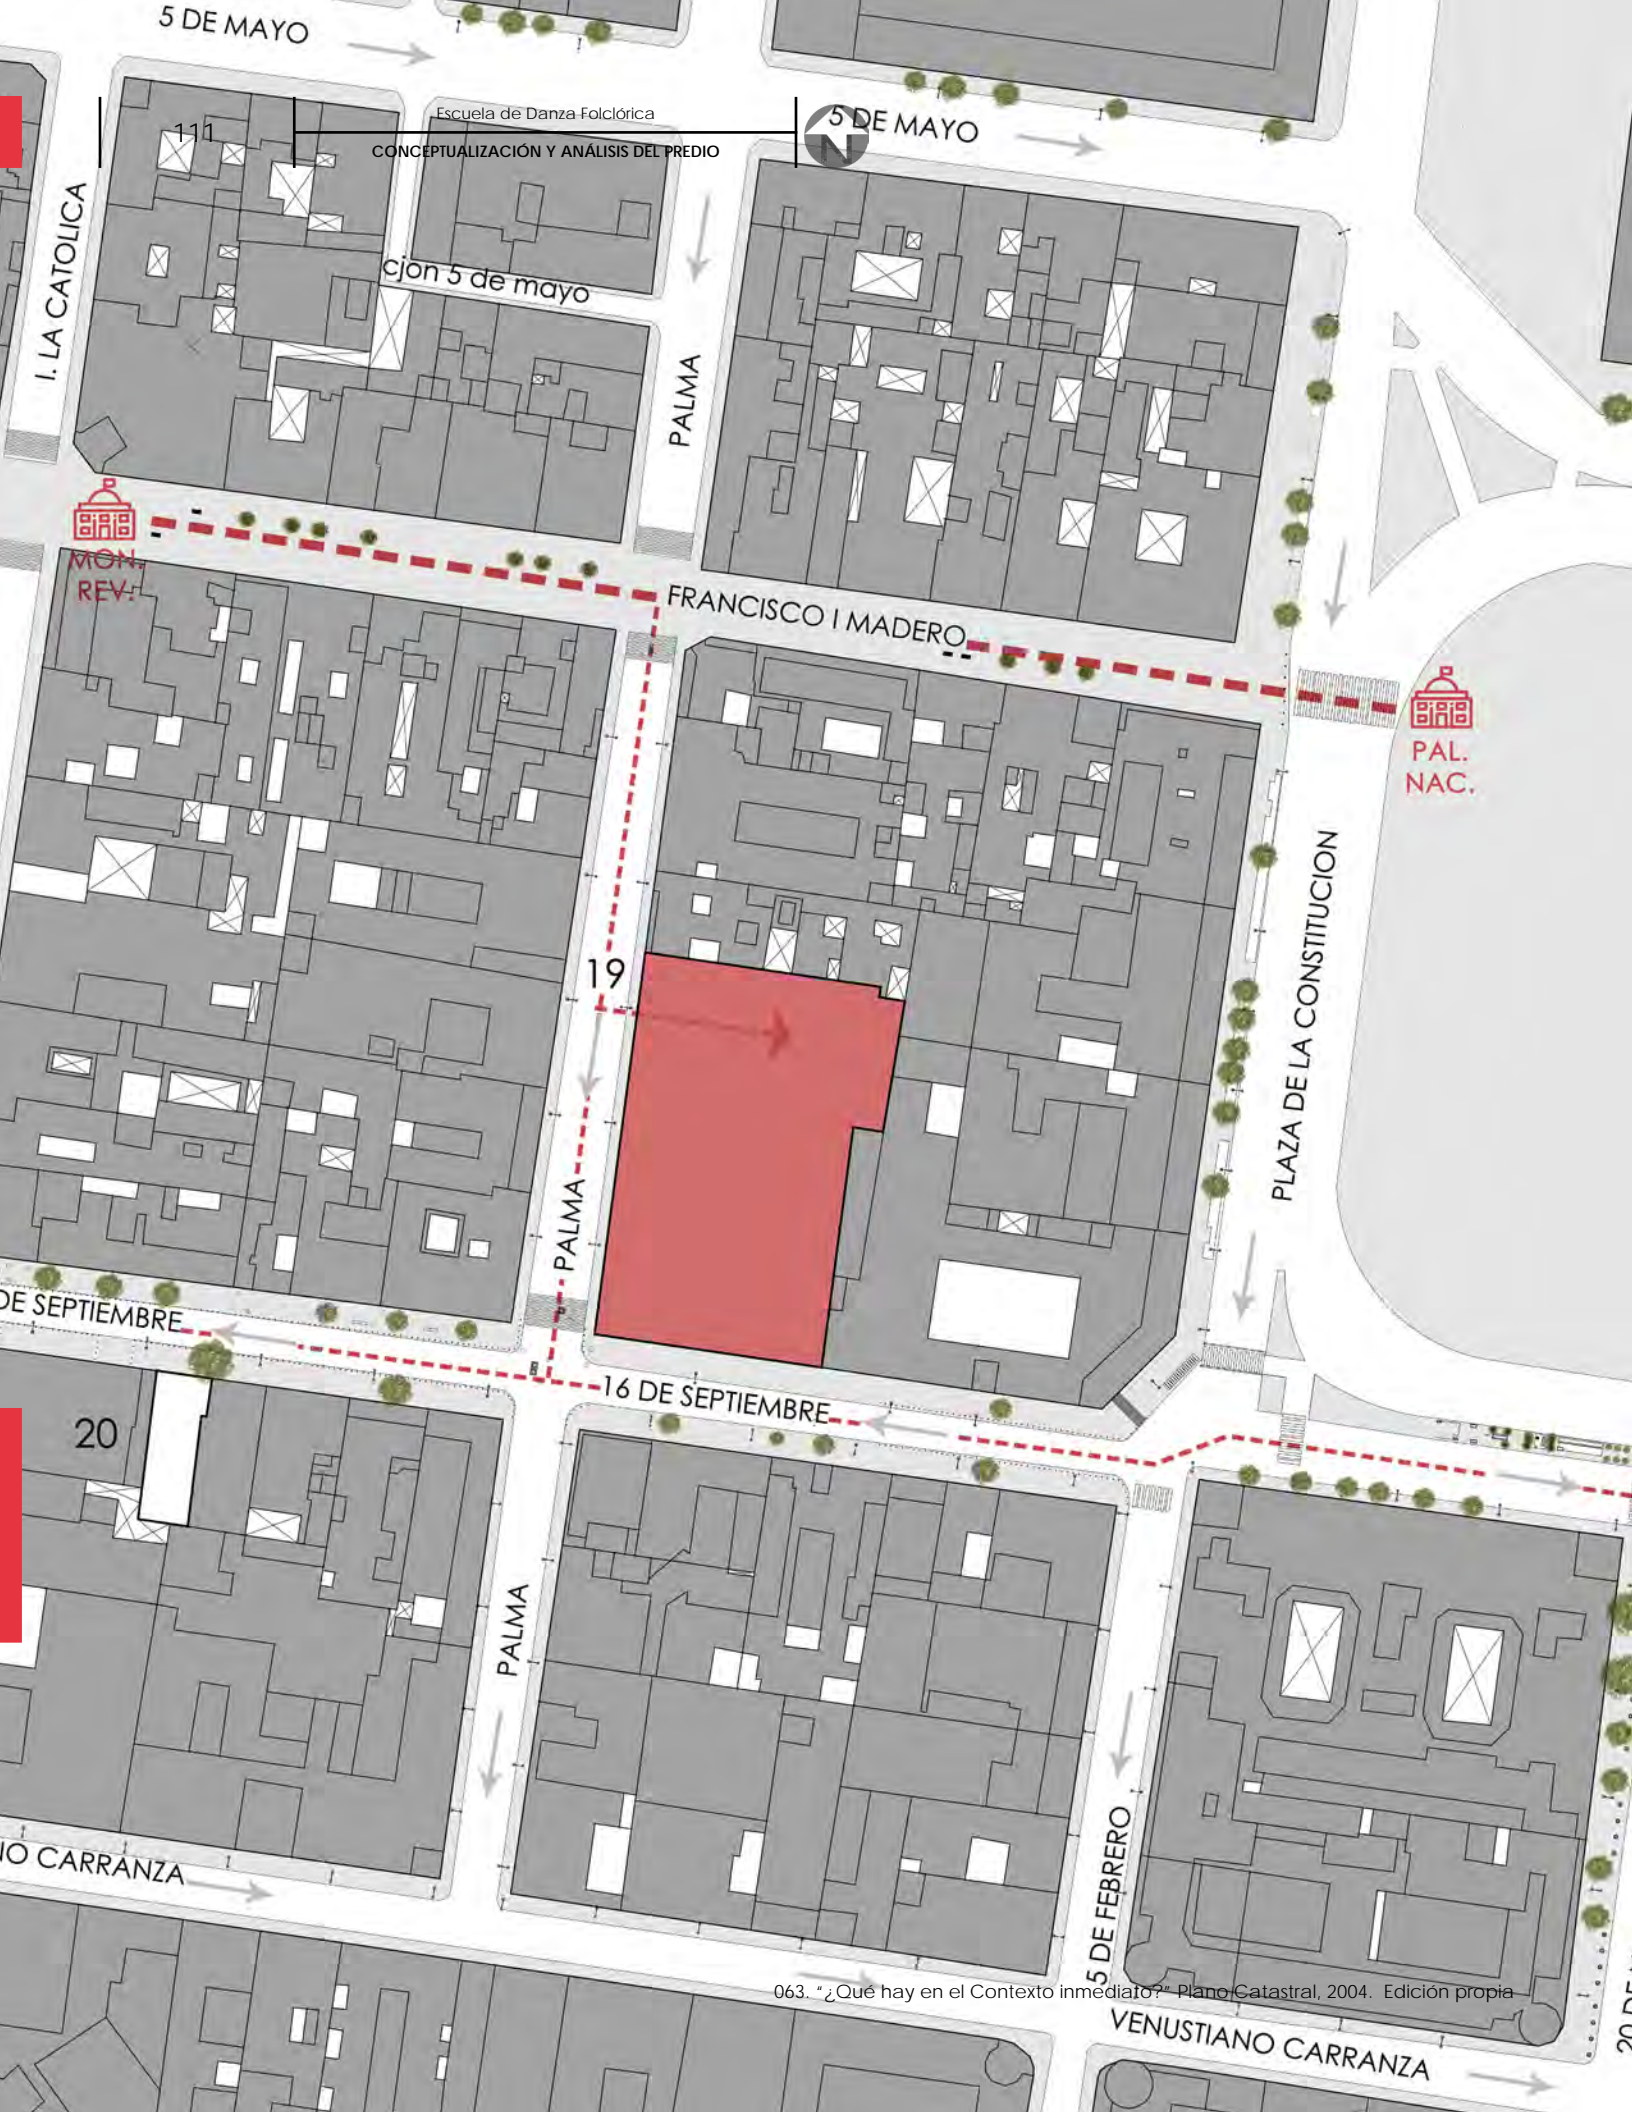 5 DE MAYO
111
Escuela de Danza Folclórica
CONCEPTUALIZACIÓN Y ANÁLISIS DEL PREDIO
N
5 DE MAYO
I. LA CATOLICA
cjon 5 de mayo
PALMA
MON.
REV.
FRANCISCO I MADERO
PAL.
NAC.
PLAZA DE LA CONSTITUCION
19
PALMA
DE SEPTIEMBRE
16 DE SEPTIEMBRE
20
PALMA
IO CARRANZA
5 DE FEBRERO
063. “¿Qué hay en el Contexto inmediato?” Plano Catastral, 2004. Edición propia
VENUSTIANO CARRANZA
20 DE